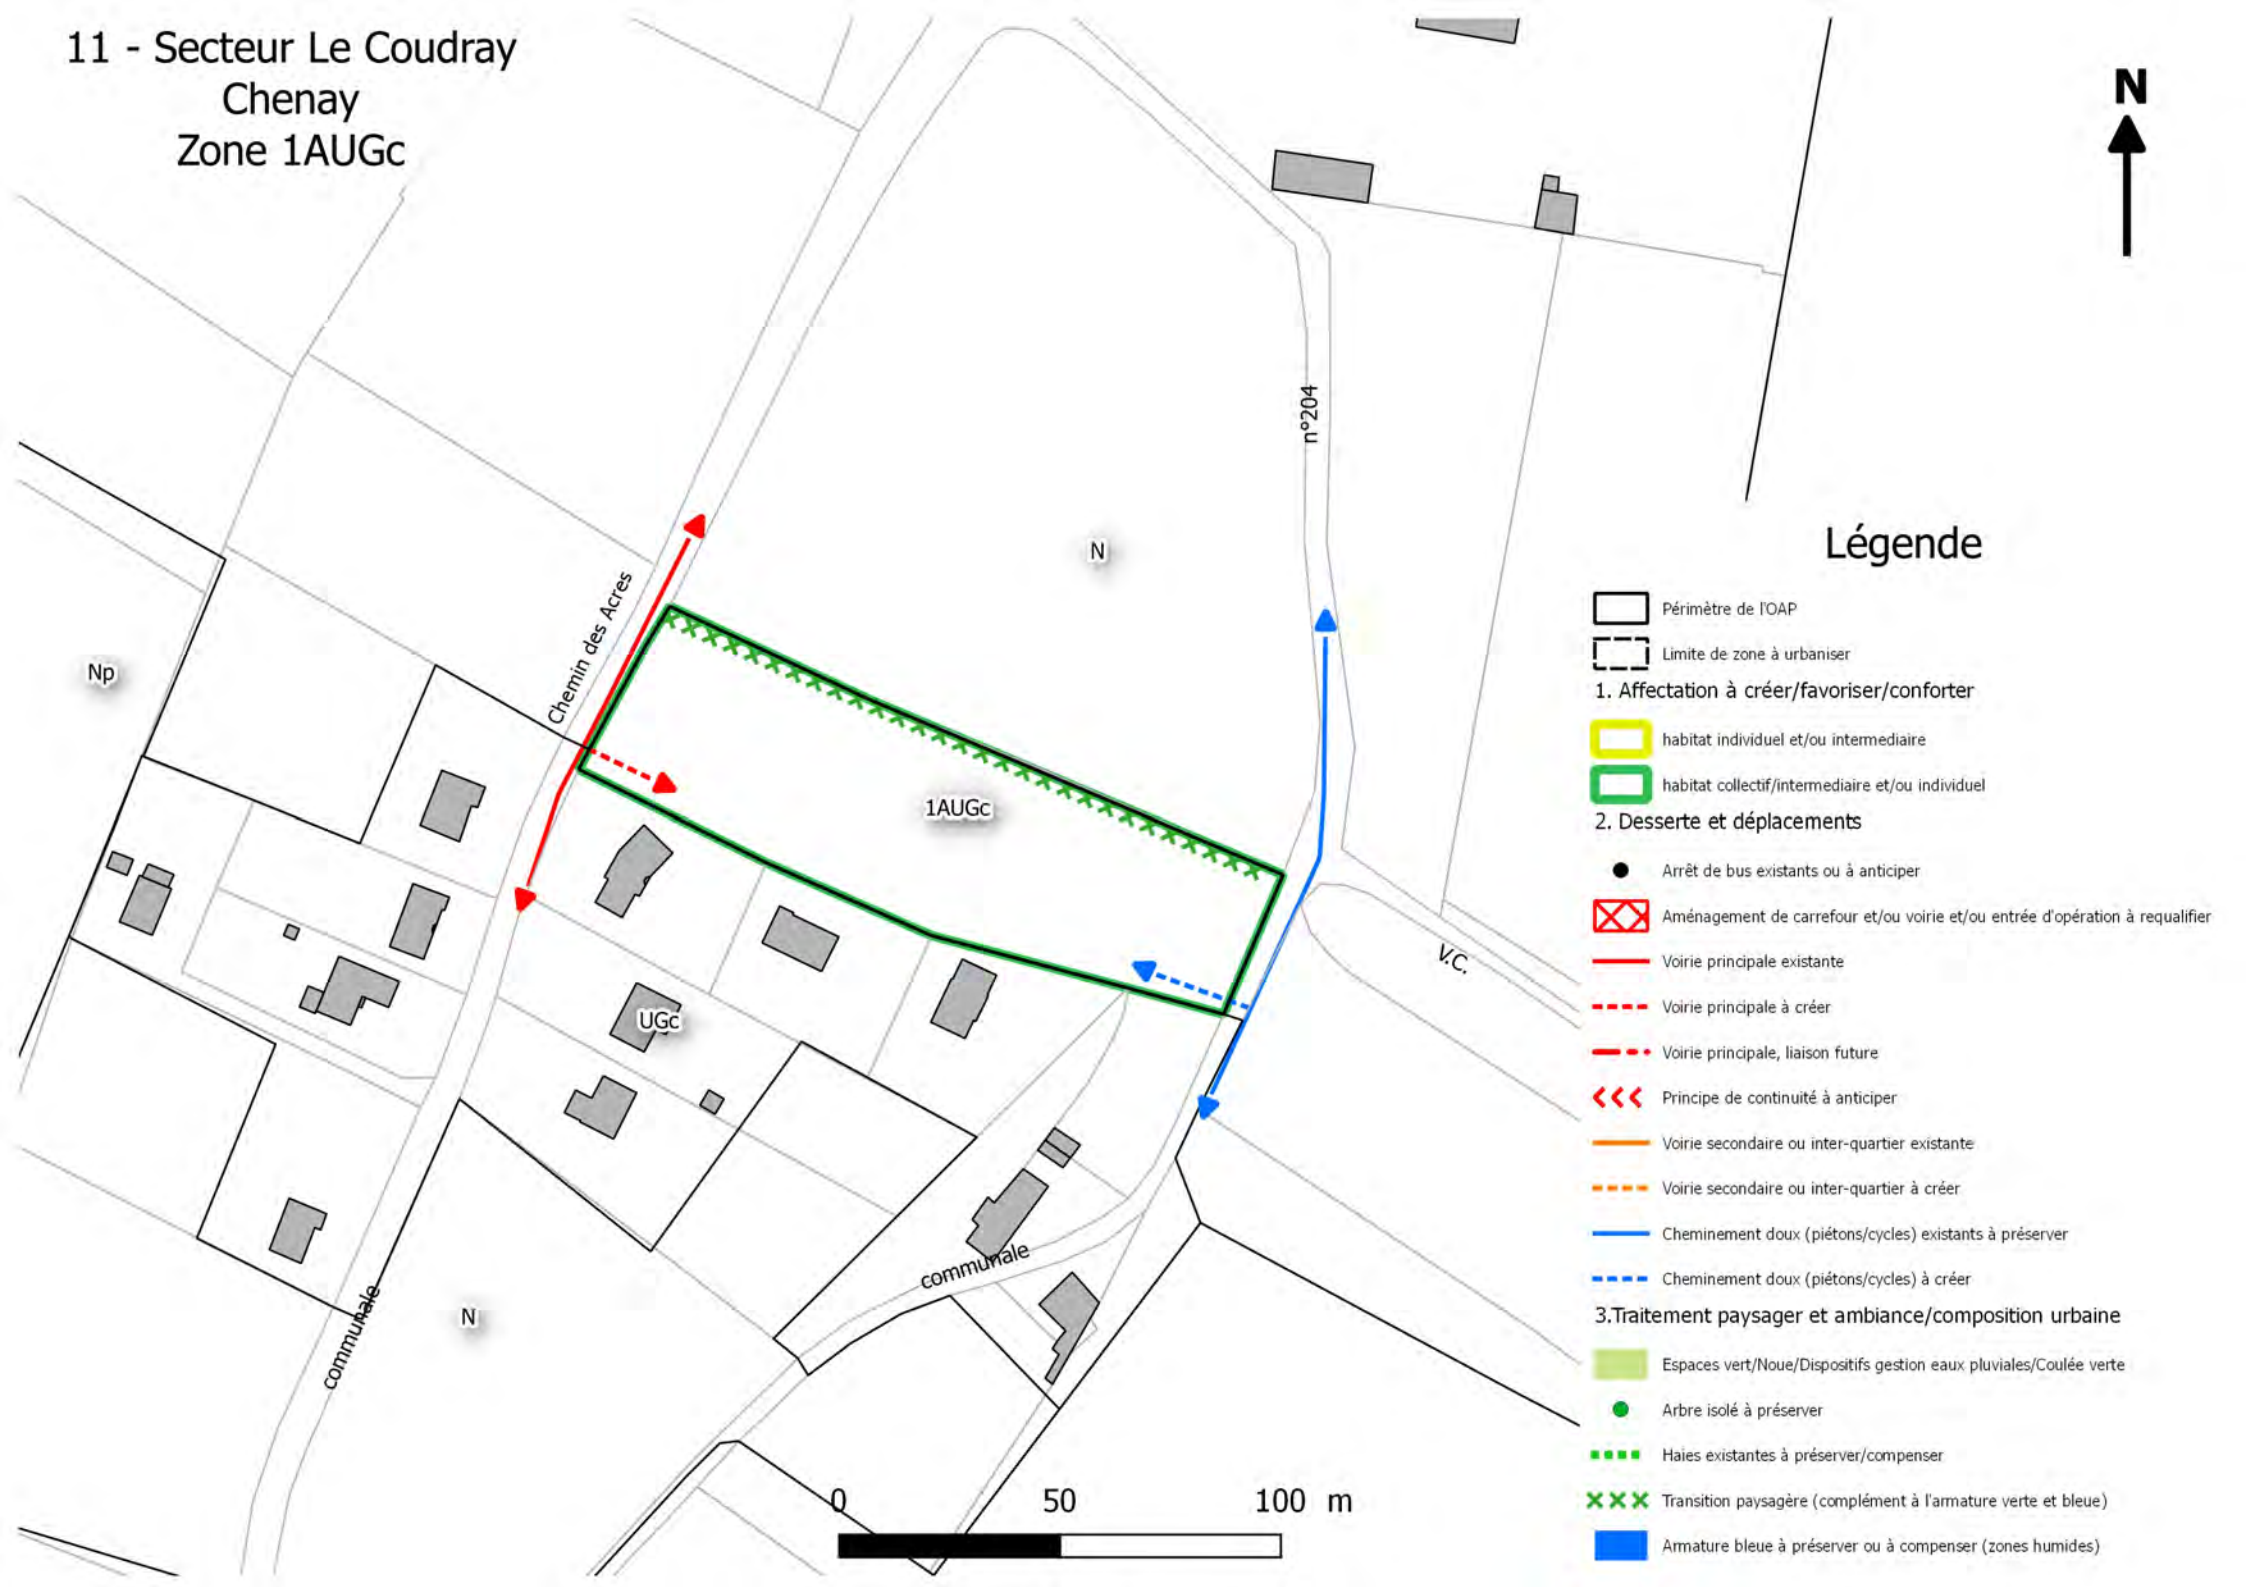 11 - Secteur Le Coudray
Chenay
Zone 1AUGc
N
n°204
N
Chemin des Acres
Np
1AUGc
V.C.
UGc
communale
N
communale
0 50 100 m
Légende
Périmètre de l'OAP
Limite de zone à urbaniser
1. Affectation à créer/favoriser/conforter
habitat individuel et/ou intermediaire
habitat collectif/intermediaire et/ou individuel
2. Desserte et déplacements
Arrêt de bus existants ou à anticiper
Aménagement de carrefour et/ou voirie et/ou entrée d'opération à requalifier
Voirie principale existante
Voirie principale à créer
Voirie principale, liaison future
Principe de continuité à anticiper
Voirie secondaire ou inter-quartier existante
Voirie secondaire ou inter-quartier à créer
Cheminement doux (piétons/cycles) existants à préserver
Cheminement doux (piétons/cycles) à créer
3.Traitement paysager et ambiance/composition urbaine
Espaces vert/Noue/Dispositifs gestion eaux pluviales/Coulée verte
Arbre isolé à préserver
Haies existantes à préserver/compenser
Transition paysagère (complément à l'armature verte et bleue)
Armature bleue à préserver ou à compenser (zones humides)